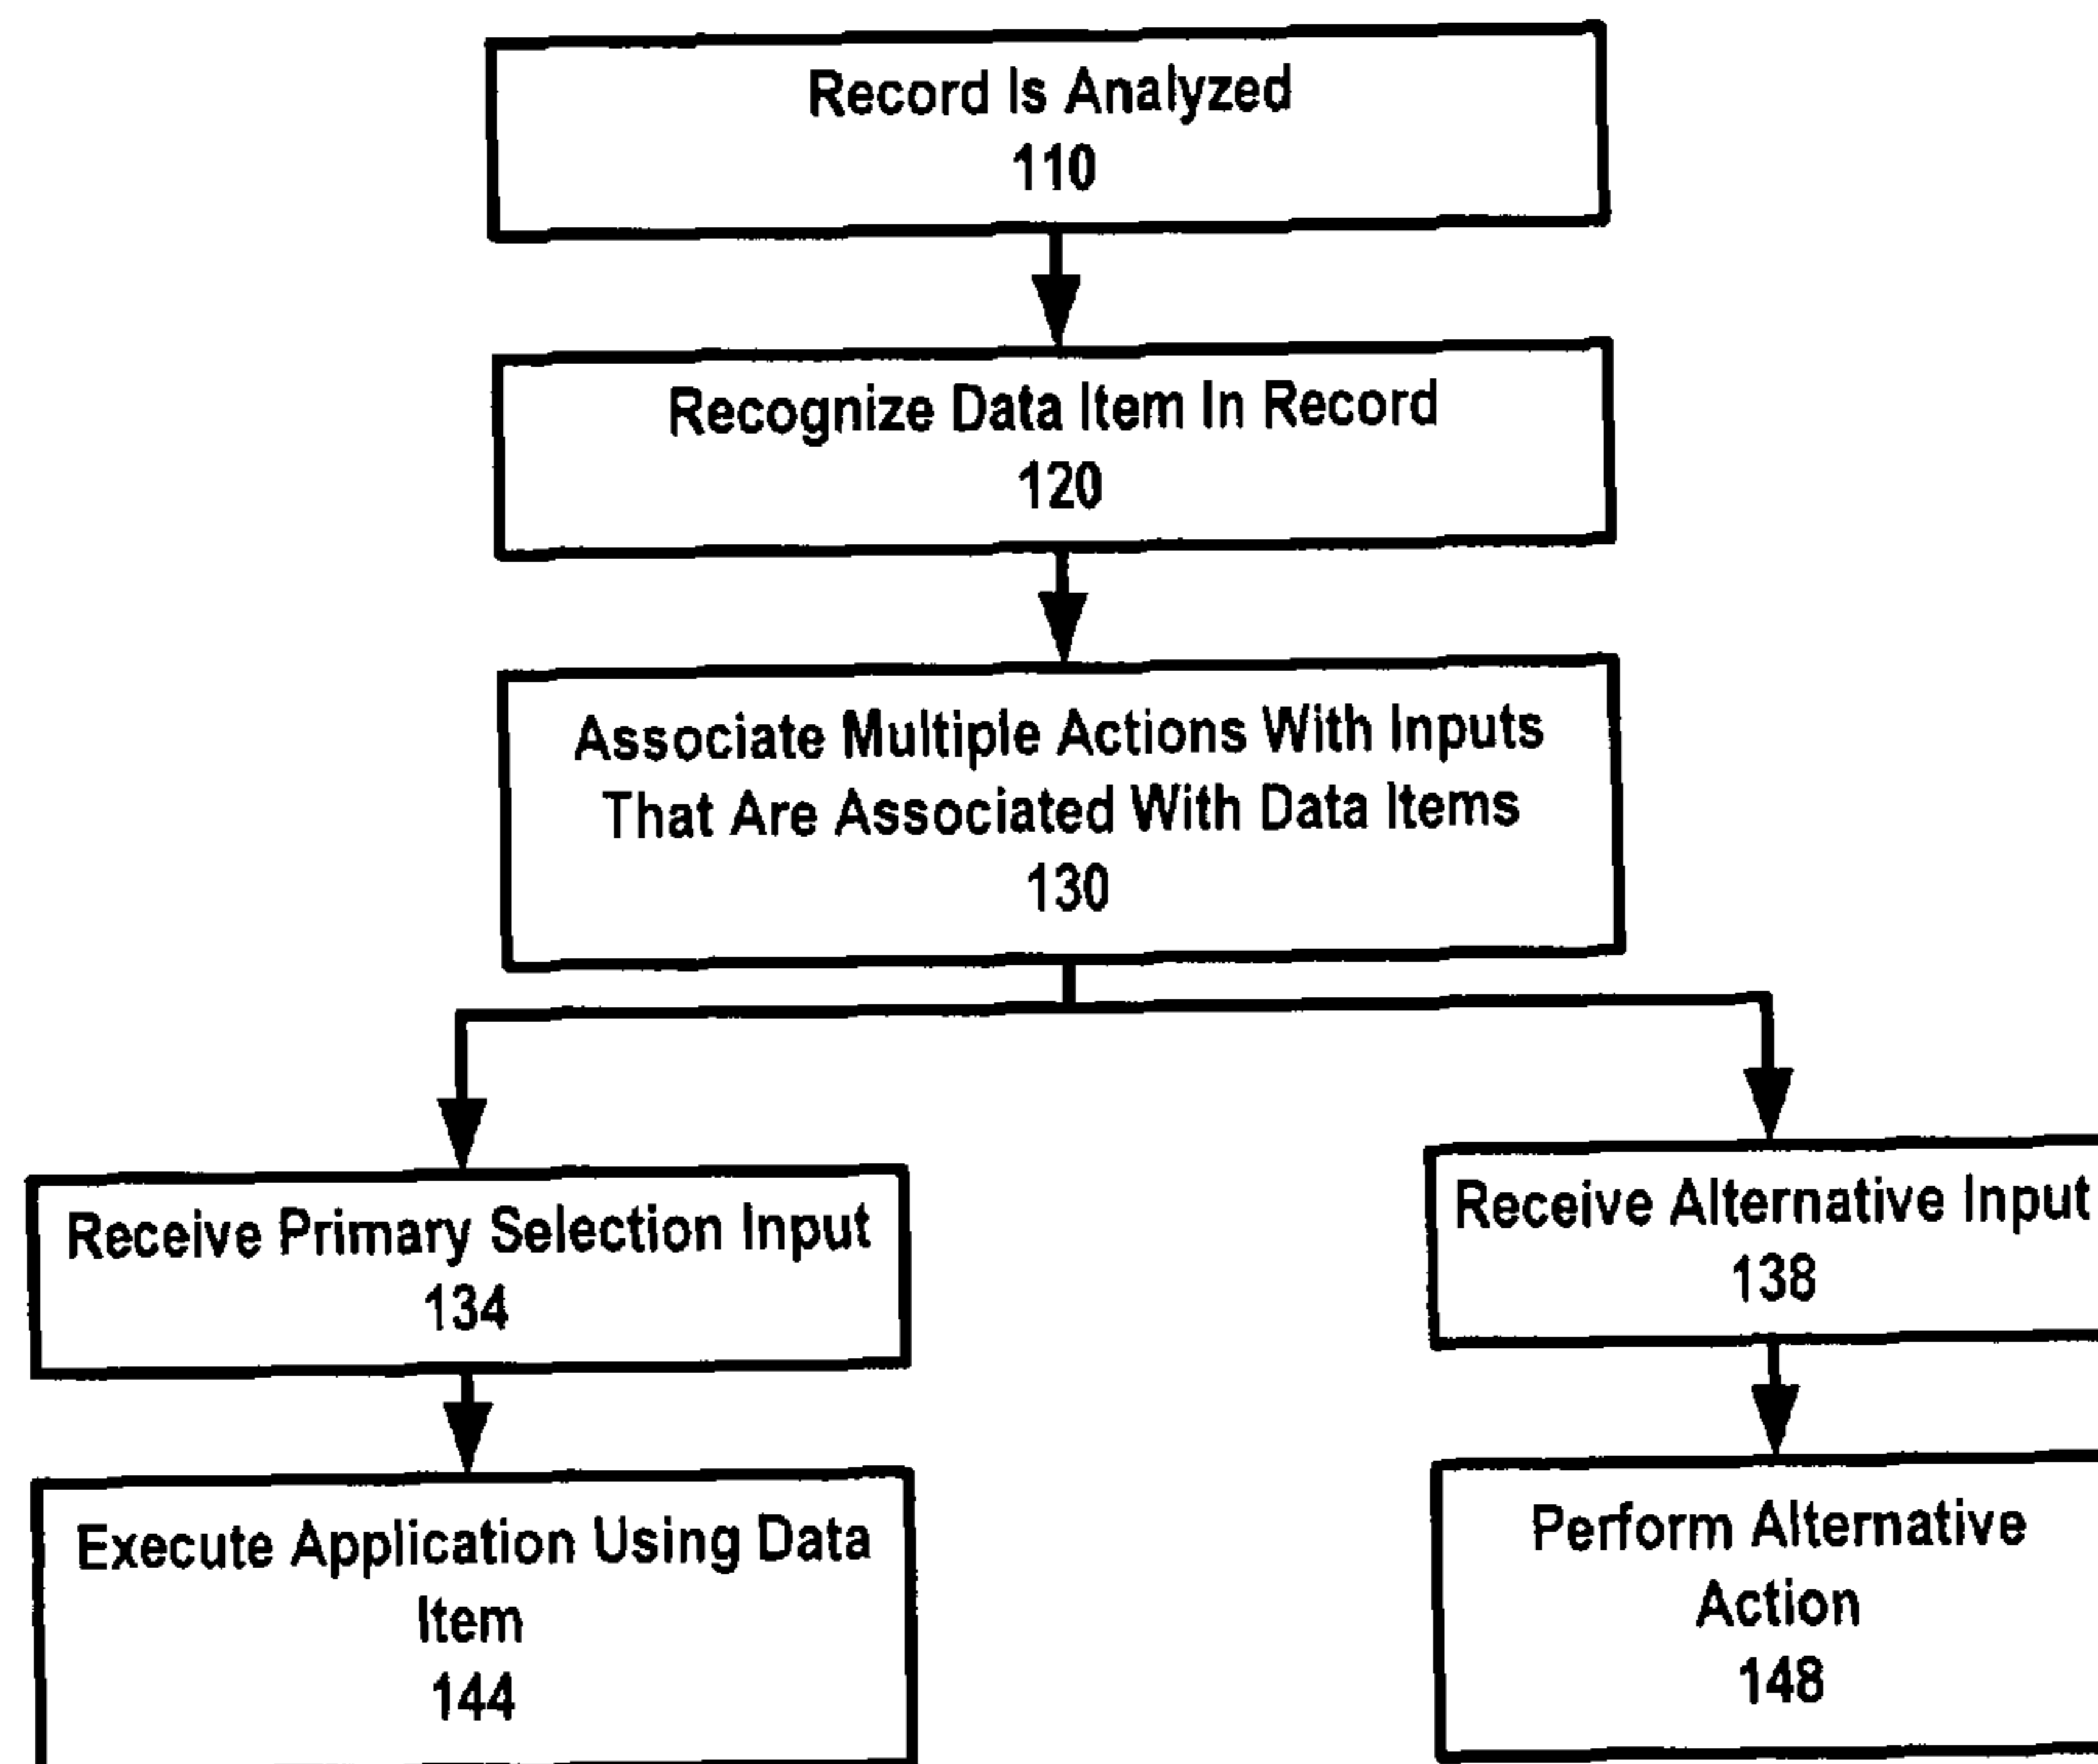 Record Is Analyzed
110
Recognize Data Item In Record
120
Associate Multiple Actions With Inputs
That Are Associated With Data Items
130
Receive Primary Selection Input
134
Receive Alternative Input
138
Execute Application Using Data
Item
144
Perform Alternative
Action
148